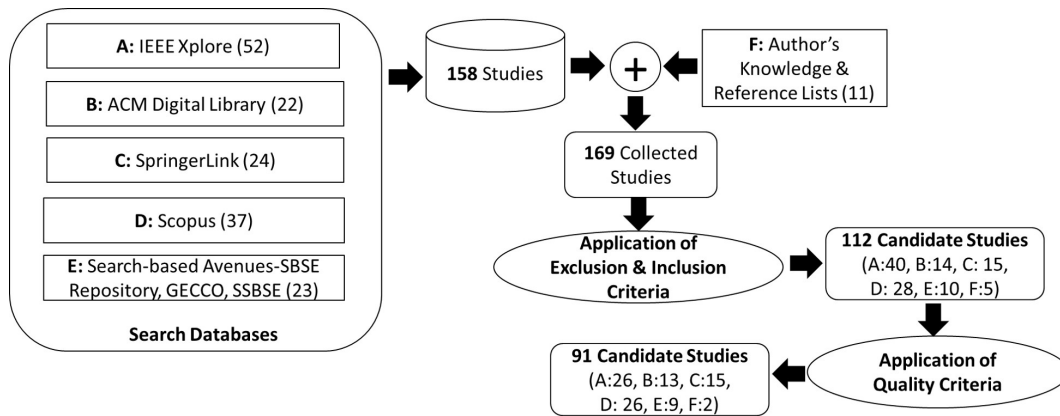 A: IEEE Xplore (52)
B: ACM Digital Library (22)
C: SpringerLink (24)
D: Scopus (37)
E: Search-based Avenues-SBSE
Repository, GECCO, SSBSE (23)
Search Databases
158 Studies
+
F: Author's
Knowledge &
Reference Lists (11)
169 Collected
Studies
Application of
Exclusion & Inclusion
Criteria
112 Candidate Studies
(A:40, B:14, C: 15,
D: 28, E:10, F:5)
Application of
Quality Criteria
91 Candidate Studies
(A:26, B:13, C:15,
D: 26, E:9, F:2)